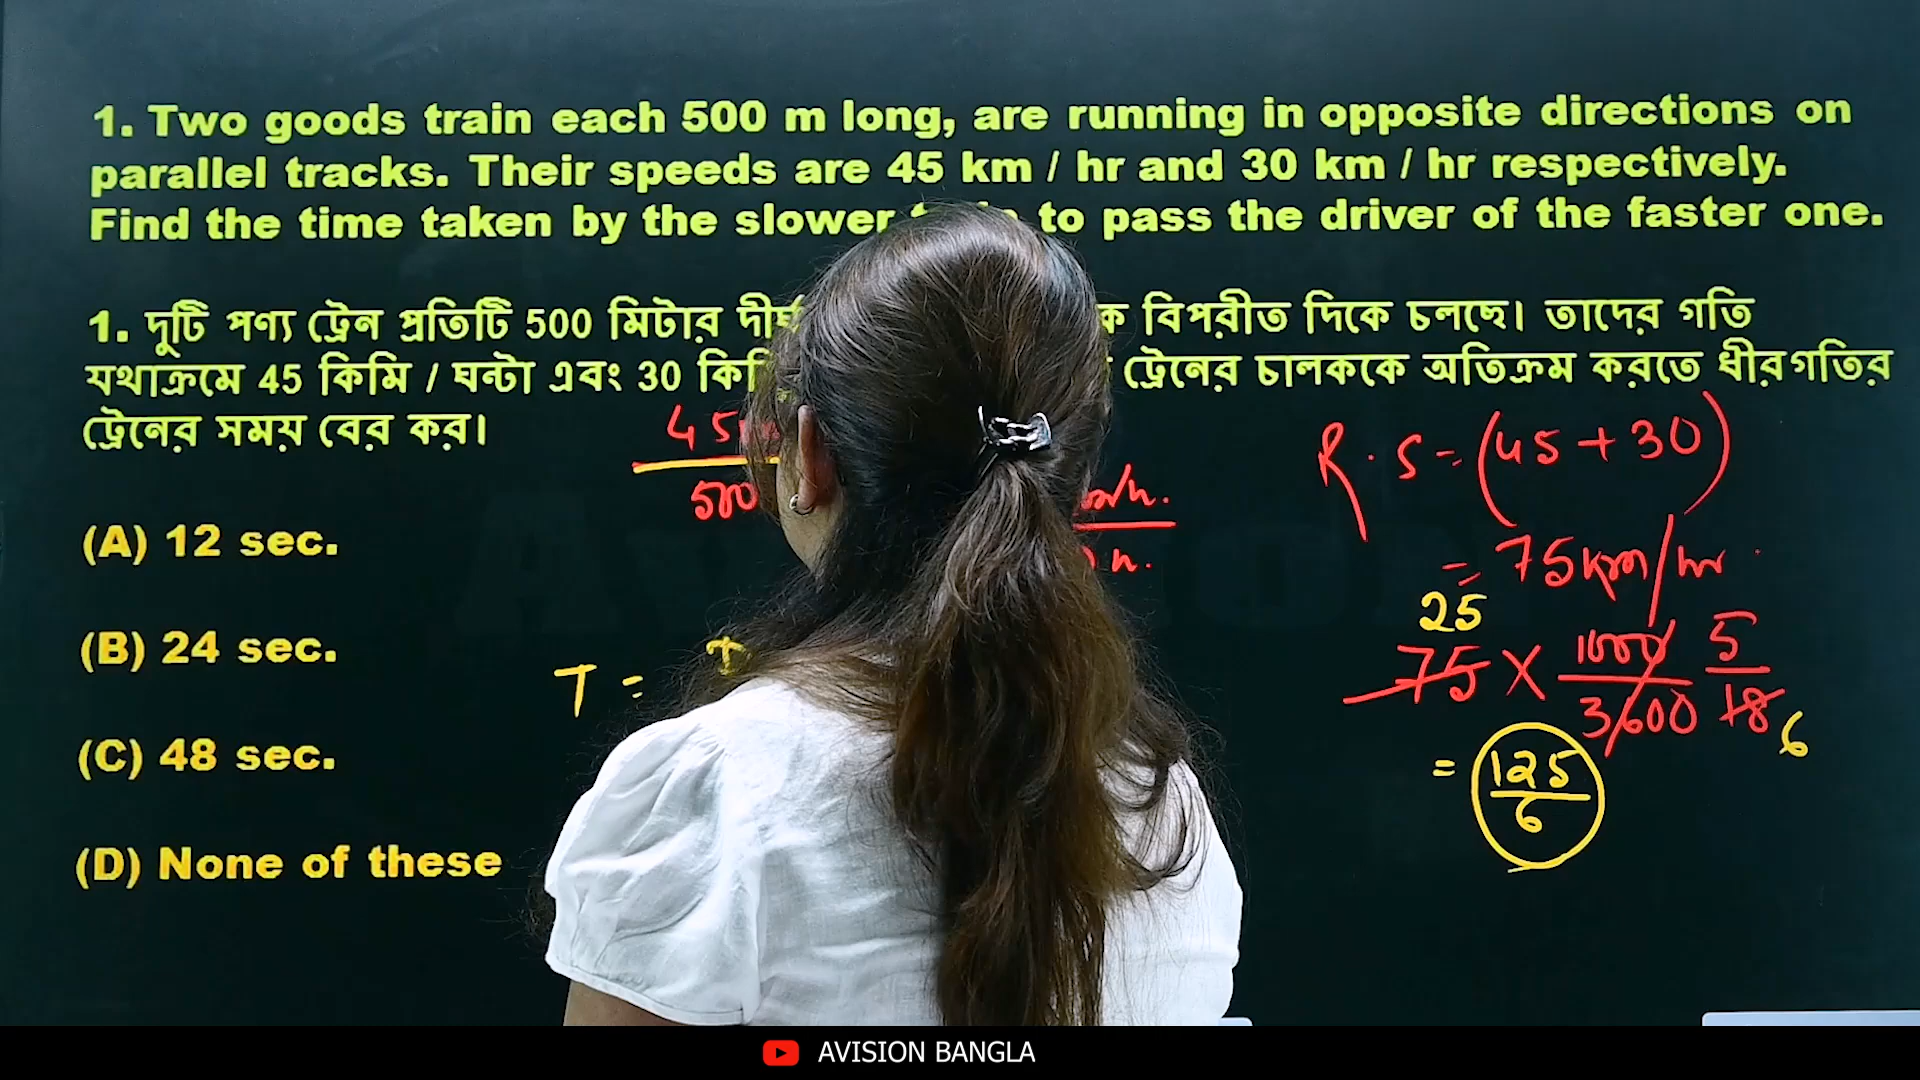 1. Two goods train each 500 m long, are running in opposite directions on
parallel tracks. Their speeds are 45 km / hr and 30 km / hr respectively.
Find the time taken by the slower to pass the driver of the faster one.
1. দুটি পণ্য ট্রেন প্রতিটি 500 মিটার বিপরীত দিকে চলছে। তাদের গতি
যথাক্রমে 45 কিমি / ঘন্টা এবং 30 ট্রেনের চালককে অতিক্রম করতে ধীরগতির
ট্রেনের সময় বের কর।
45
500
(A) 12 sec.
(B) 24 sec.
(C) 48 sec.
(D) None of these
T =
R.S = (45 + 30)
= 75 km/hr
25
75 X 1000/3600 5/18
6
= 125/6
AVISION BANGLA